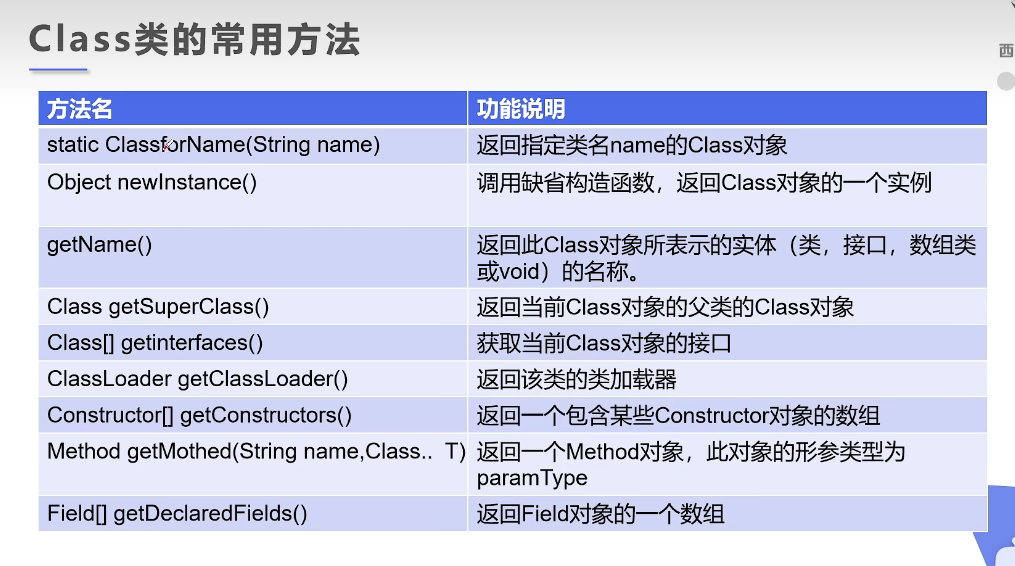 Class类的常用方法
西
方法名 功能说明
static ClassforName(String name) 返回指定类名name的Class对象
Object newInstance() 调用缺省构造函数，返回Class对象的一个实例
getName() 返回此Class对象所表示的实体（类，接口，数组类
或void）的名称。
Class getSuperClass() 返回当前Class对象的父类的Class对象
Class[] getinterfaces() 获取当前Class对象的接口
ClassLoader getClassLoader() 返回该类的类加载器
Constructor[] getConstructors() 返回一个包含某些Constructor对象的数组
Method getMothed(String name,Class.. T) 返回一个Method对象，此对象的形参类型为
paramType
Field[] getDeclaredFields() 返回Field对象的一个数组